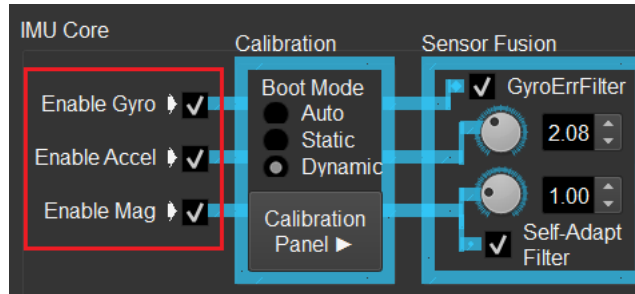 IMU Core
Calibration
Sensor Fusion
Enable Gyro
Enable Accel
Enable Mag
Boot Mode
Auto
Static
Dynamic
Calibration
Panel ►
GyroErrFilter
2.08
1.00
Self-Adapt
Filter